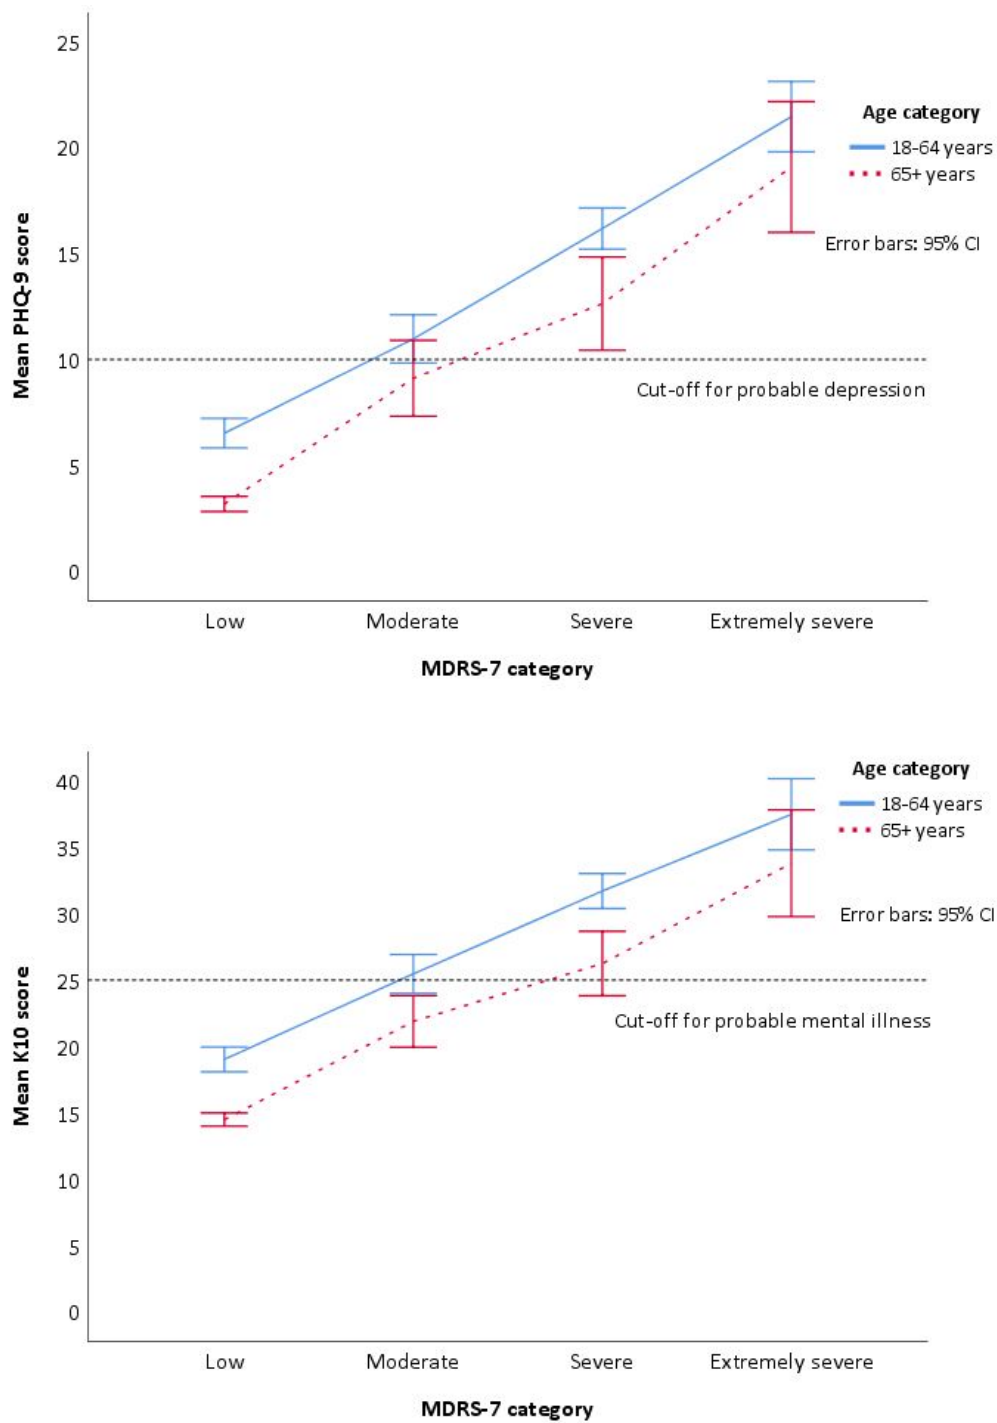 25
Age category
18-64 years
20
65+ years
Error bars: 95% CI
15
Mean PHQ-9 score
10
Cut-off for probable depression
5
0
Low Moderate Severe Extremely severe
MDRS-7 category
Age category
40
18-64 years
65+ years
35
Error bars: 95% CI
30
25
Cut-off for probable mental illness
Mean K10 score
20
15
10
5
0
Low Moderate Severe Extremely severe
MDRS-7 category